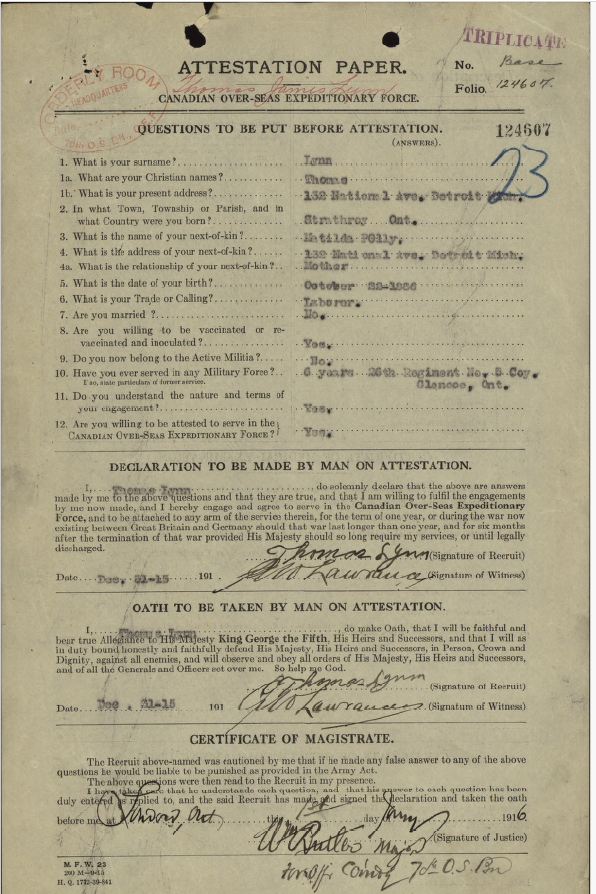 TRIPLICATE
ATTESTATION PAPER.
No. Base
Thomas James Lynn
Folio. 124607.
ORDERLY ROOM
HEADQUARTERS
CANADIAN OVER-SEAS EXPEDITIONARY FORCE.
QUESTIONS TO BE PUT BEFORE ATTESTATION.
124607
(ANSWERS).
23
1. What is your surname? Lynn
1a. What are your Christian names? Thomas
1b. What is your present address? 132 National Ave. Detroit Mich.
2. In what Town, Township or Parish, and in
what Country were you born? Strathroy Ont.
3. What is the name of your next-of-kin? Matilda Polly,
4. What is the address of your next-of-kin? 132 National Ave. Detroit Mich.
4a. What is the relationship of your next-of-kin? Mother
5. What is the date of your birth? October 22-1886
6. What is your Trade or Calling? Laborer.
7. Are you married ? No.
8. Are you willing to be vaccinated or re-
vaccinated and inoculated? Yes.
9. Do you now belong to the Active Militia? No.
10. Have you ever served in any Military Force? 6 years 26th Regiment No. 5 Coy.
If so, state particulars of former service. Glencoe, Ont.
11. Do you understand the nature and terms of
your engagement? Yes.
12. Are you willing to be attested to serve in the
CANADIAN OVER-SEAS EXPEDITIONARY FORCE? Yes.
DECLARATION TO BE MADE BY MAN ON ATTESTATION.
I, Thomas Lynn, do solemnly declare that the above are answers
made by me to the above questions and that they are true, and that I am willing to fulfil the engagements
by me now made, and I hereby engage and agree to serve in the Canadian Over-Seas Expeditionary
Force, and to be attached to any arm of the service therein, for the term of one year, or during the war now
existing between Great Britain and Germany should that war last longer than one year, and for six months
after the termination of that war provided His Majesty should so long require my services, or until legally
discharged.
Thomas Lynn (Signature of Recruit)
Date Dec. 31-15 191 . Lawrance (Signature of Witness)
OATH TO BE TAKEN BY MAN ON ATTESTATION.
I, Thomas Lynn, do make Oath, that I will be faithful and
bear true Allegiance to His Majesty King George the Fifth, His Heirs and Successors, and that I will as
in duty bound honestly and faithfully defend His Majesty, His Heirs and Successors, in Person, Crown and
Dignity, against all enemies, and will observe and obey all orders of His Majesty, His Heirs and Successors,
and of all the Generals and Officers set over me. So help me God.
Thomas Lynn (Signature of Recruit)
Date Dec . 31-15 191 Lawrance (Signature of Witness)
CERTIFICATE OF MAGISTRATE.
The Recruit above-named was cautioned by me that if he made any false answer to any of the above
questions he would be liable to be punished as provided in the Army Act.
The above questions were then read to the Recruit in my presence.
I have taken care that he understands each question, and that his answer to each question has been
duly entered as replied to, and the said Recruit has made and signed the declaration and taken the oath
before me, at Windsor, Ont this 1st day Jany 1916
Wm Butler Major (Signature of Justice)
M. F. W. 23
200 M-9-15
H. Q. 1772-39-841